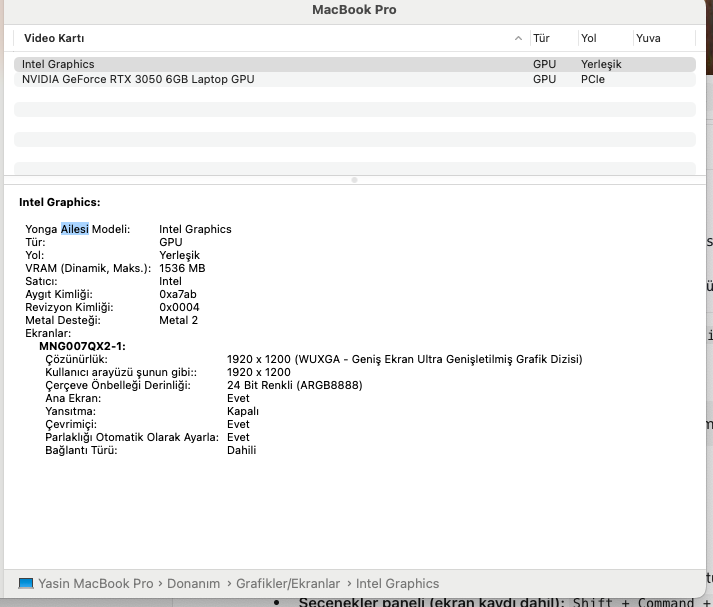 MacBook Pro
Video Kartı Tür Yol Yuva
Intel Graphics GPU Yerleşik
NVIDIA GeForce RTX 3050 6GB Laptop GPU GPU PCIe
Intel Graphics:
Yonga Ailesi Modeli: Intel Graphics
Tür: GPU
Yol: Yerleşik
VRAM (Dinamik, Maks.): 1536 MB
Satıcı: Intel
Aygıt Kimliği: 0xa7ab
Revizyon Kimliği: 0x0004
Metal Desteği: Metal 2
Ekranlar:
MNG007QX2-1:
Çözünürlük: 1920 x 1200 (WUXGA - Geniş Ekran Ultra Genişletilmiş Grafik Dizisi)
Kullanıcı arayüzü şunun gibi:: 1920 x 1200
Çerçeve Önbelleği Derinliği: 24 Bit Renkli (ARGB8888)
Ana Ekran: Evet
Yansıtma: Kapalı
Çevrimiçi: Evet
Parlaklığı Otomatik Olarak Ayarla: Evet
Bağlantı Türü: Dahili
Yasin MacBook Pro › Donanım › Grafikler/Ekranlar › Intel Graphics
• Seçenekler paneli (ekran kaydı dahil): Shift + Command +